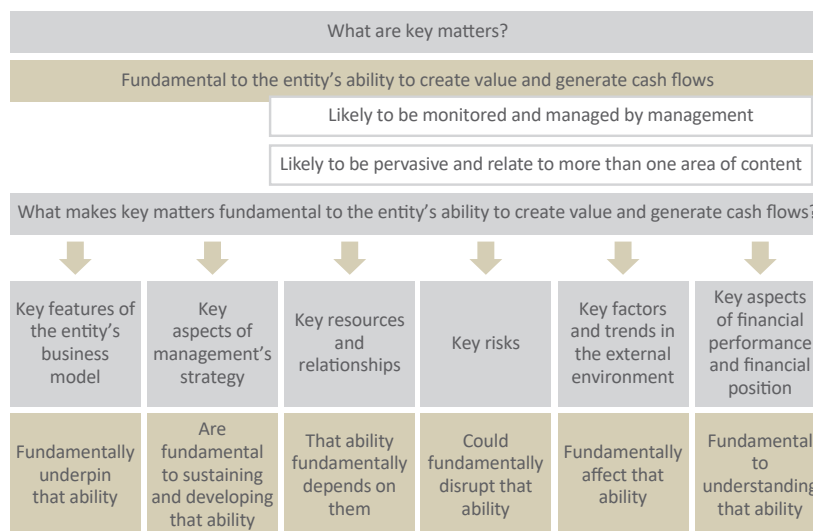 What are key matters?
Fundamental to the entity's ability to create value and generate cash flows
Likely to be monitored and managed by management
Likely to be pervasive and relate to more than one area of content
What makes key matters fundamental to the entity's ability to create value and generate cash flows?
Key features of
the entity's
business
model
Key
aspects of
management's
strategy
Key resources
and
relationships
Key risks
Key factors
and trends in
the external
environment
Key aspects
of financial
performance
and financial
position
Fundamentally
underpin
that ability
Are
fundamental
to sustaining
and developing
that ability
That ability
fundamentally
depends on
them
Could
fundamentally
disrupt that
ability
Fundamentally
affect that
ability
Fundamental
to
understanding
that ability